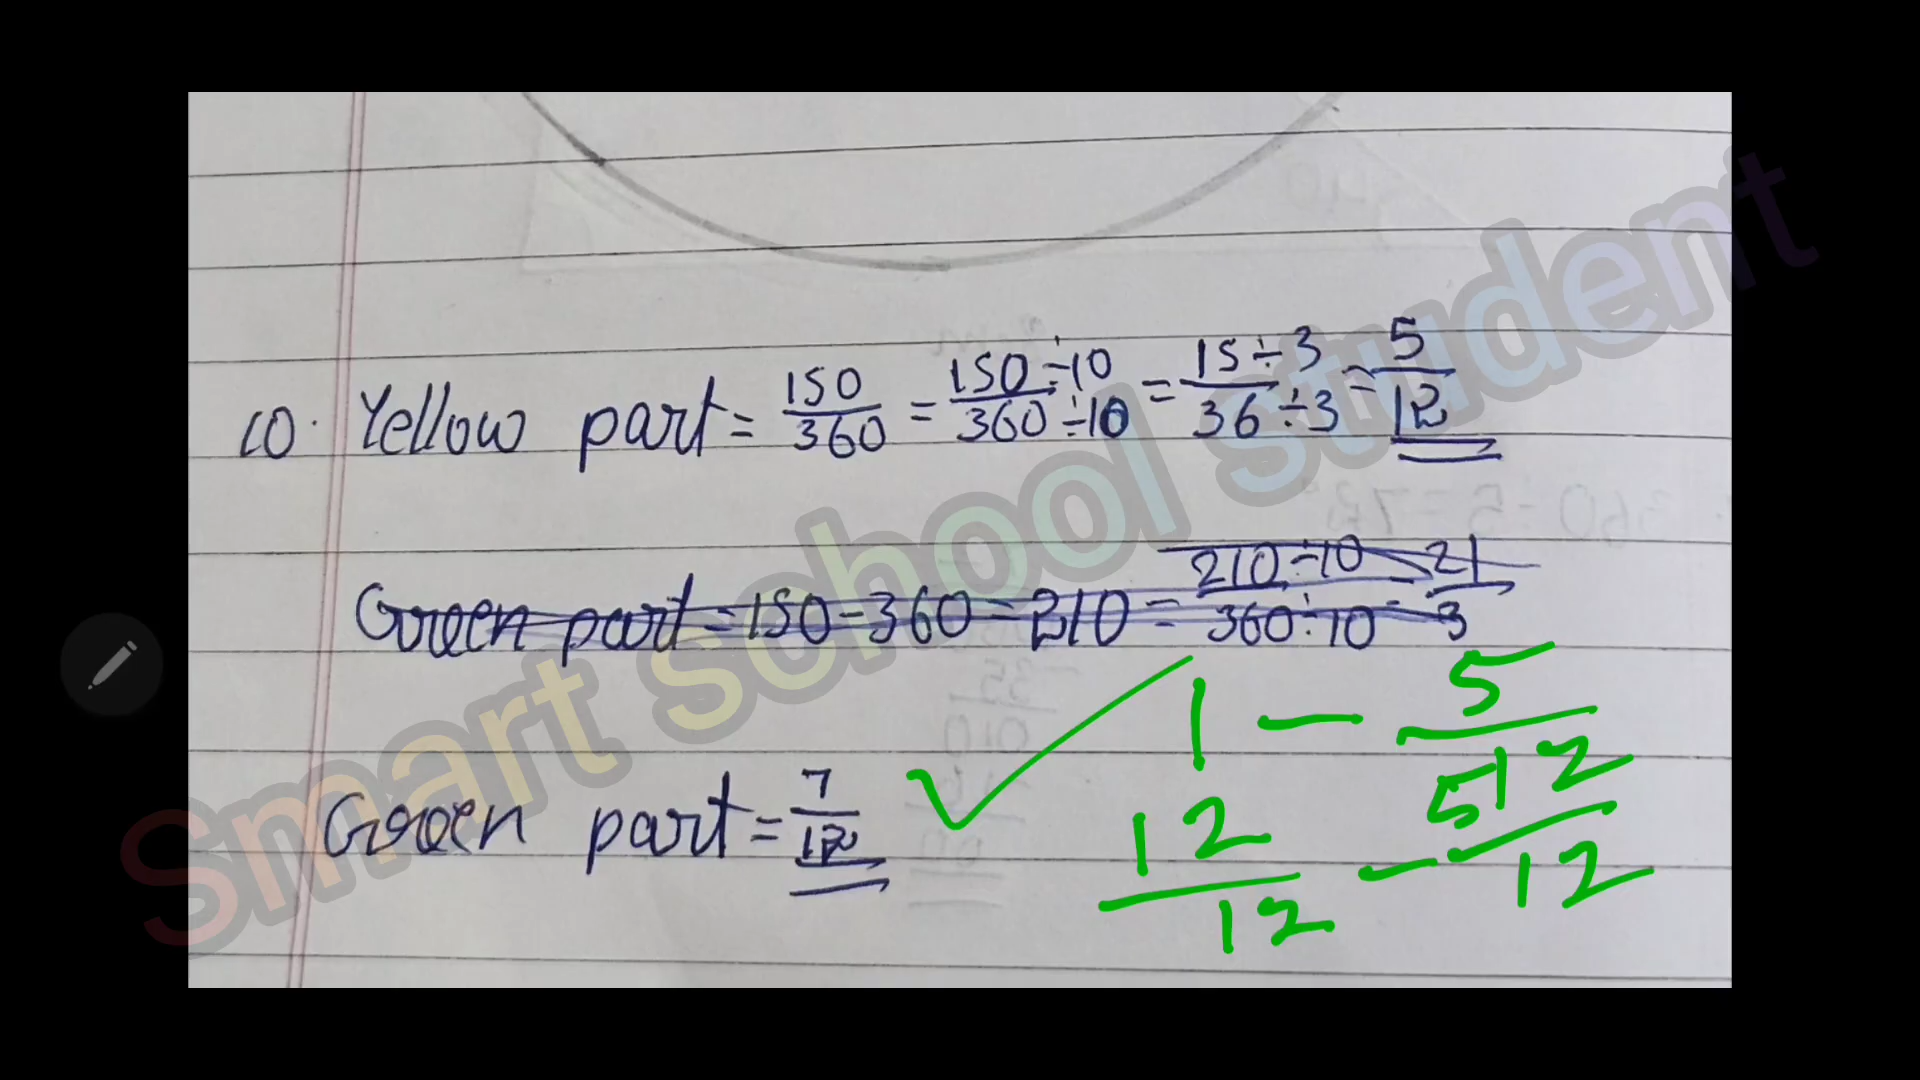 10. Yellow part = 150/360 = 150÷10/360÷10 = 15÷3/36÷3 = 5/12
Green part = 150 - 360 = 210 = 210÷10/360÷10 = 21/3
Green part = 7/12
1 - 5/12
12/12 - 5/12
Smart school student